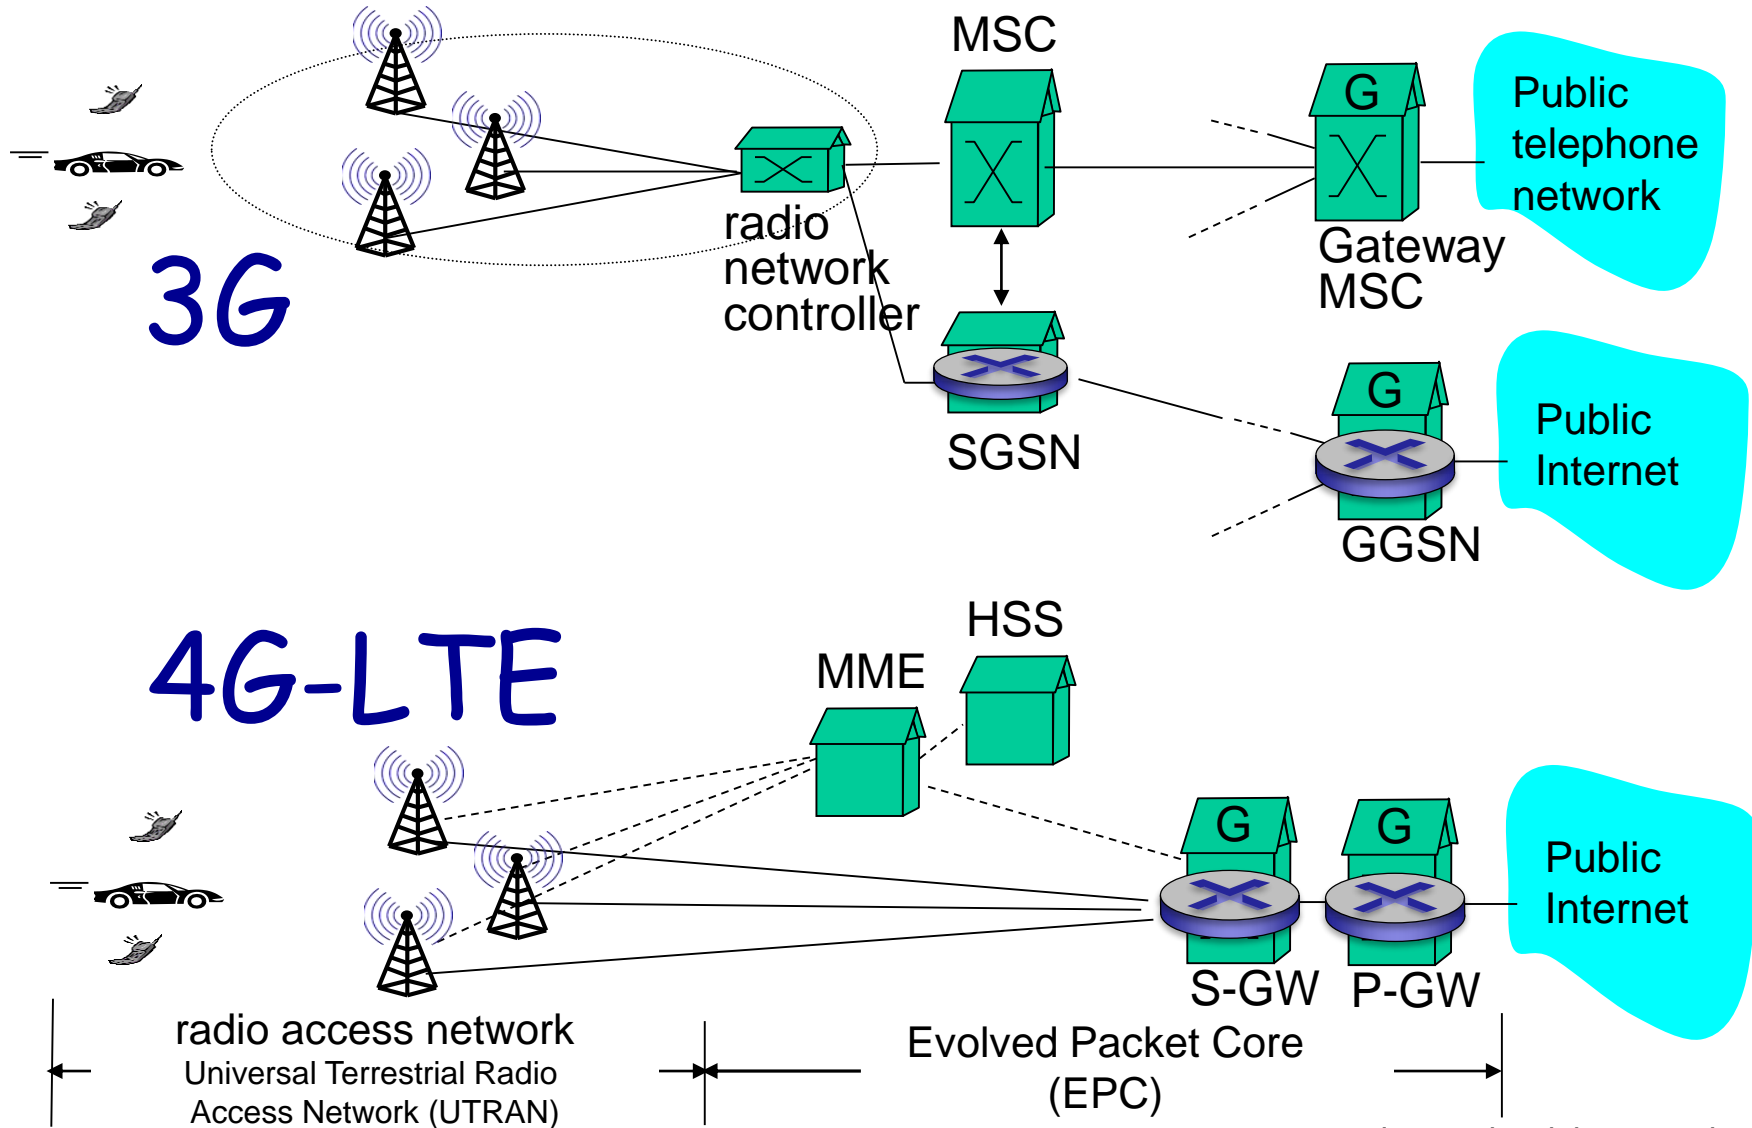 MSC
G
Public
telephone
network
radio
network
controller
Gateway
MSC
3G
SGSN
G
Public
Internet
GGSN
4G-LTE
HSS
MME
G
G
Public
Internet
S-GW
P-GW
radio access network
Universal Terrestrial Radio
Access Network (UTRAN)
Evolved Packet Core
(EPC)